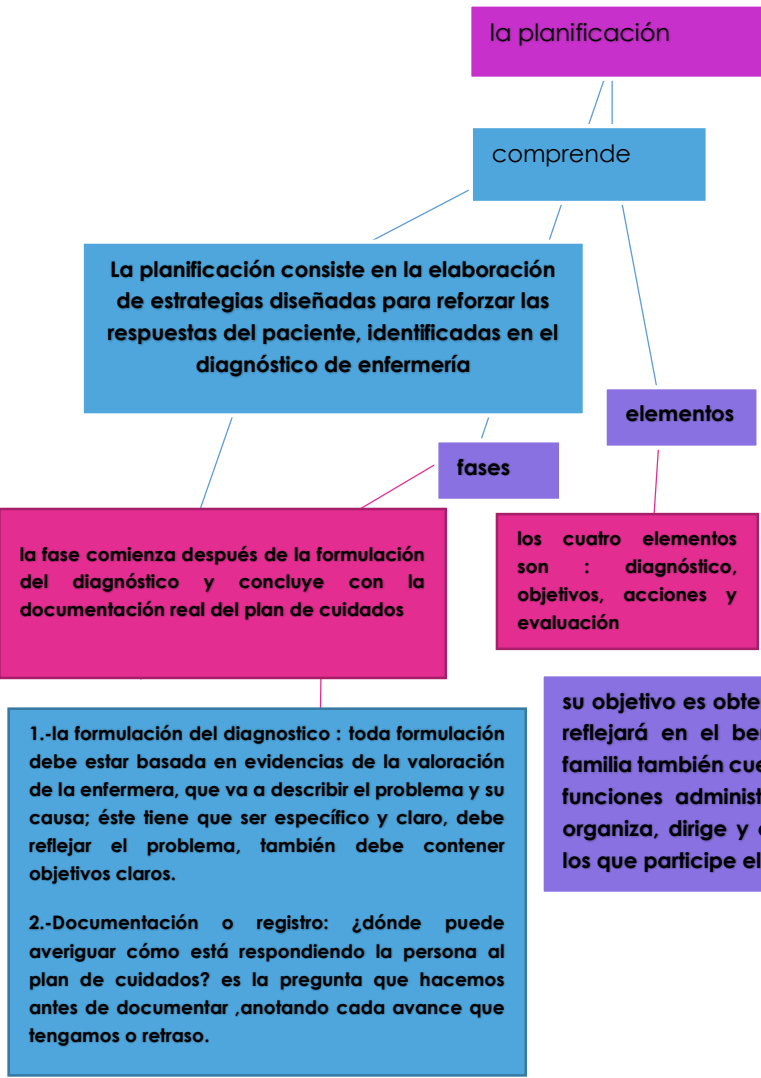 la planificación
comprende
La planificación consiste en la elaboración
de estrategias diseñadas para reforzar las
respuestas del paciente, identificadas en el
diagnóstico de enfermería
elementos
fases
la fase comienza después de la formulación
del diagnóstico y concluye con la
documentación real del plan de cuidados
los cuatro elementos
son : diagnóstico,
objetivos, acciones y
evaluación
1.-la formulación del diagnostico : toda formulación
debe estar basada en evidencias de la valoración
de la enfermera, que va a describir el problema y su
causa; éste tiene que ser específico y claro, debe
reflejar el problema, también debe contener
objetivos claros.
2.-Documentación o registro: ¿dónde puede
averiguar cómo está respondiendo la persona al
plan de cuidados? es la pregunta que hacemos
antes de documentar ,anotando cada avance que
tengamos o retraso.
su objetivo es
reflejará en el
familia también
funciones
organiza, dirige y
los que participe